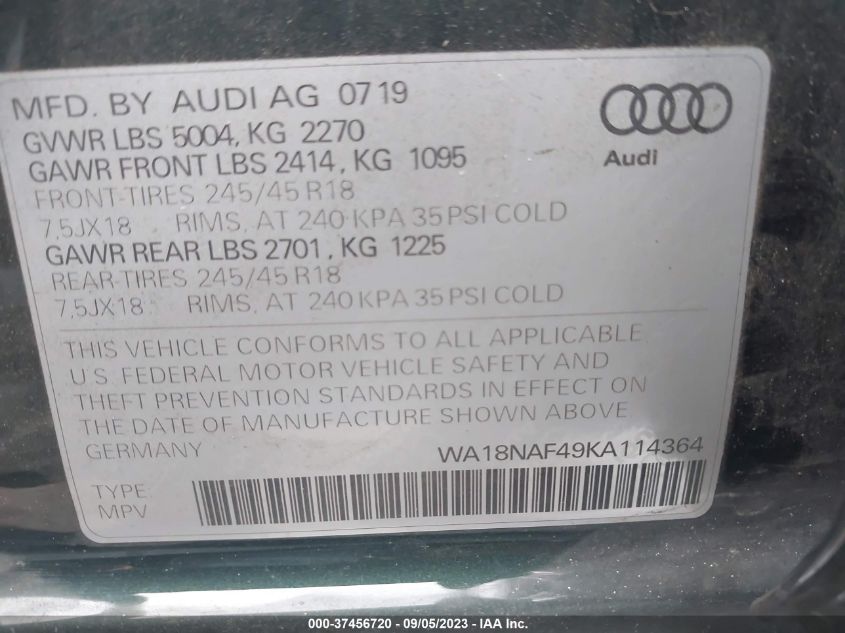 MFD. BY AUDI AG 07 19
GVWR LBS 5004, KG 2270
GAWR FRONT LBS 2414, KG 1095
FRONT-TIRES 245/45 R18
7,5JX18 RIMS, AT 240 KPA 35 PSI COLD
GAWR REAR LBS 2701, KG 1225
REAR-TIRES 245/45 R18
7,5JX18 RIMS, AT 240 KPA 35 PSI COLD
Audi
THIS VEHICLE CONFORMS TO ALL APPLICABLE
U.S. FEDERAL MOTOR VEHICLE SAFETY AND
THEFT PREVENTION STANDARDS IN EFFECT ON
THE DATE OF MANUFACTURE SHOWN ABOVE
GERMANY WA18NAF49KA114364
TYPE:
MPV
000-37456720 - 09/05/2023 - IAA Inc.